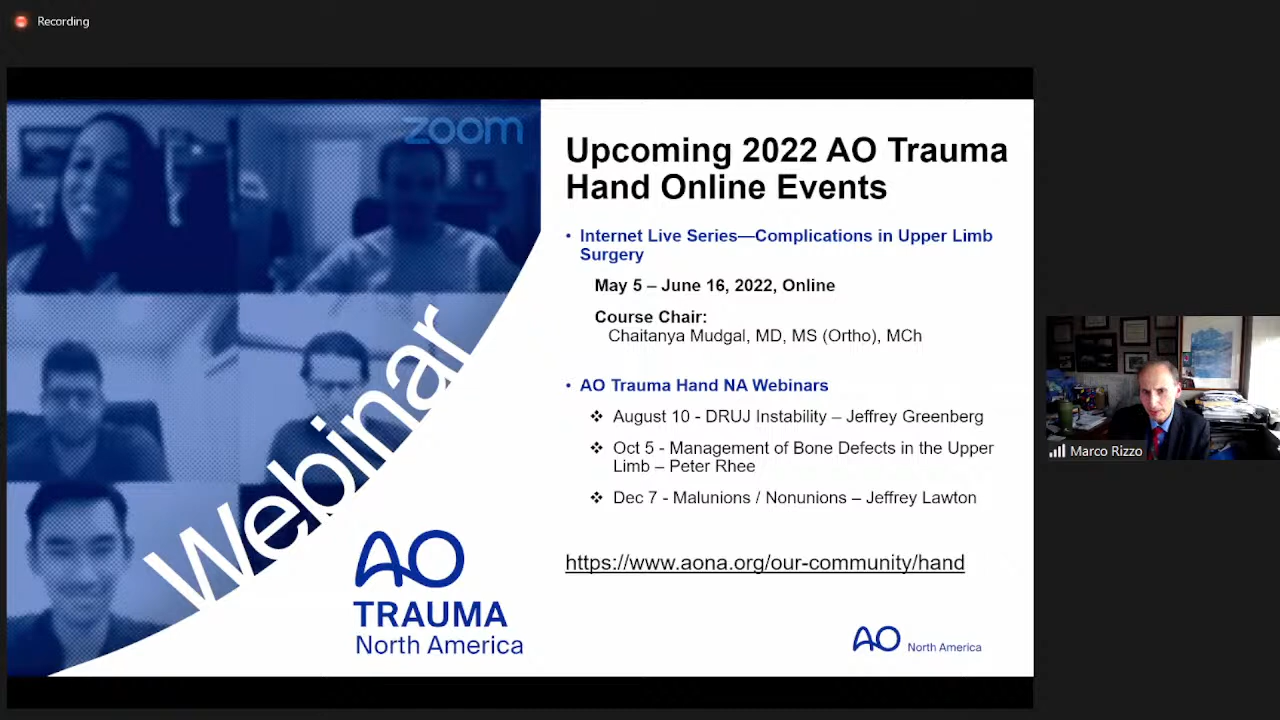 Recording
zoom
Webinar
AO
TRAUMA
North America
Upcoming 2022 AO Trauma
Hand Online Events
• Internet Live Series—Complications in Upper Limb
Surgery
May 5 – June 16, 2022, Online
Course Chair:
Chaitanya Mudgal, MD, MS (Ortho), MCh
• AO Trauma Hand NA Webinars
❖ August 10 - DRUJ Instability – Jeffrey Greenberg
❖ Oct 5 - Management of Bone Defects in the Upper
Limb – Peter Rhee
❖ Dec 7 - Malunions / Nonunions – Jeffrey Lawton
https://www.aona.org/our-community/hand
AO North America
Marco Rizzo